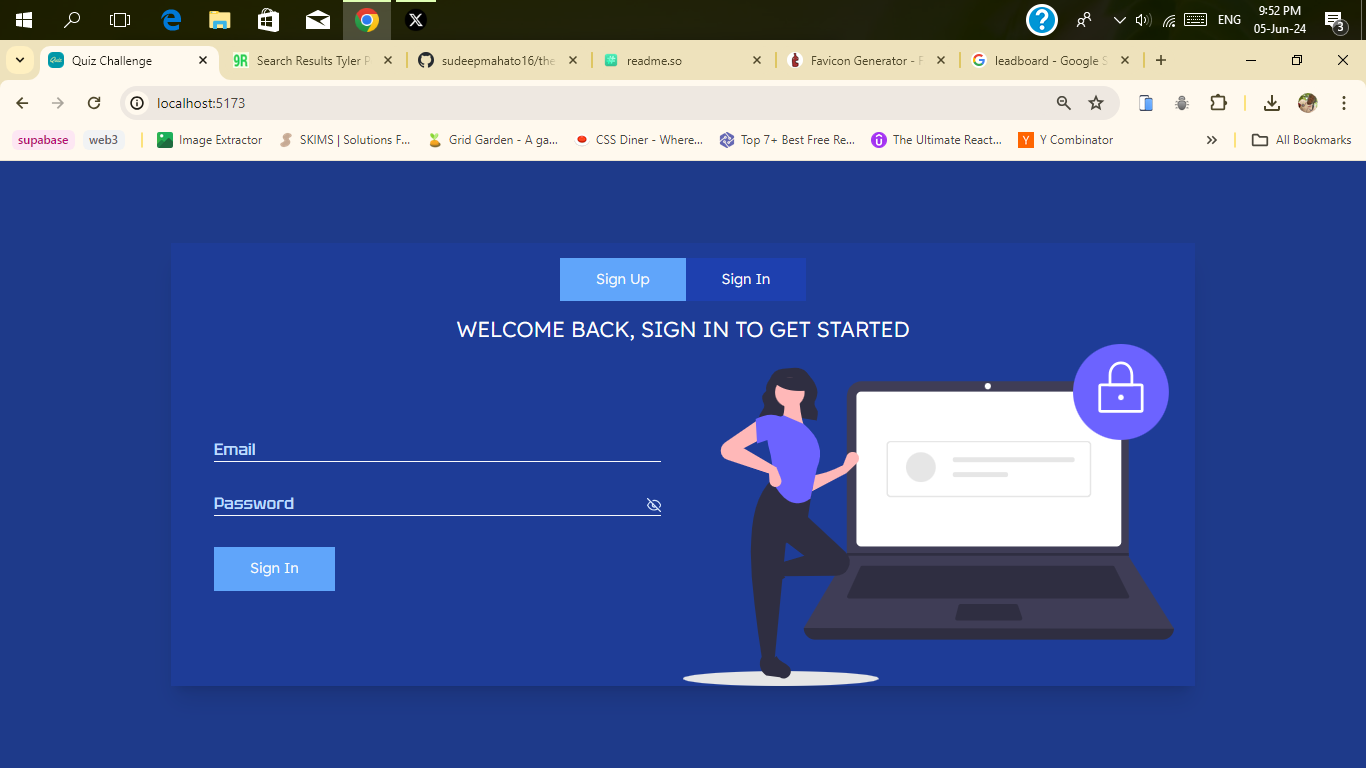 9:52 PM
ENG
05-Jun-24
3
Quiz Challenge
Search Results Tyler P
sudeepmahato16/the
readme.so
Favicon Generator - F
leadboard - Google S
localhost:5173
supabase
web3
Image Extractor
SKIMS | Solutions F...
Grid Garden - A ga...
CSS Diner - Where...
Top 7+ Best Free Re...
The Ultimate React...
Y Combinator
All Bookmarks
Sign Up
Sign In
WELCOME BACK, SIGN IN TO GET STARTED
Email
Password
Sign In